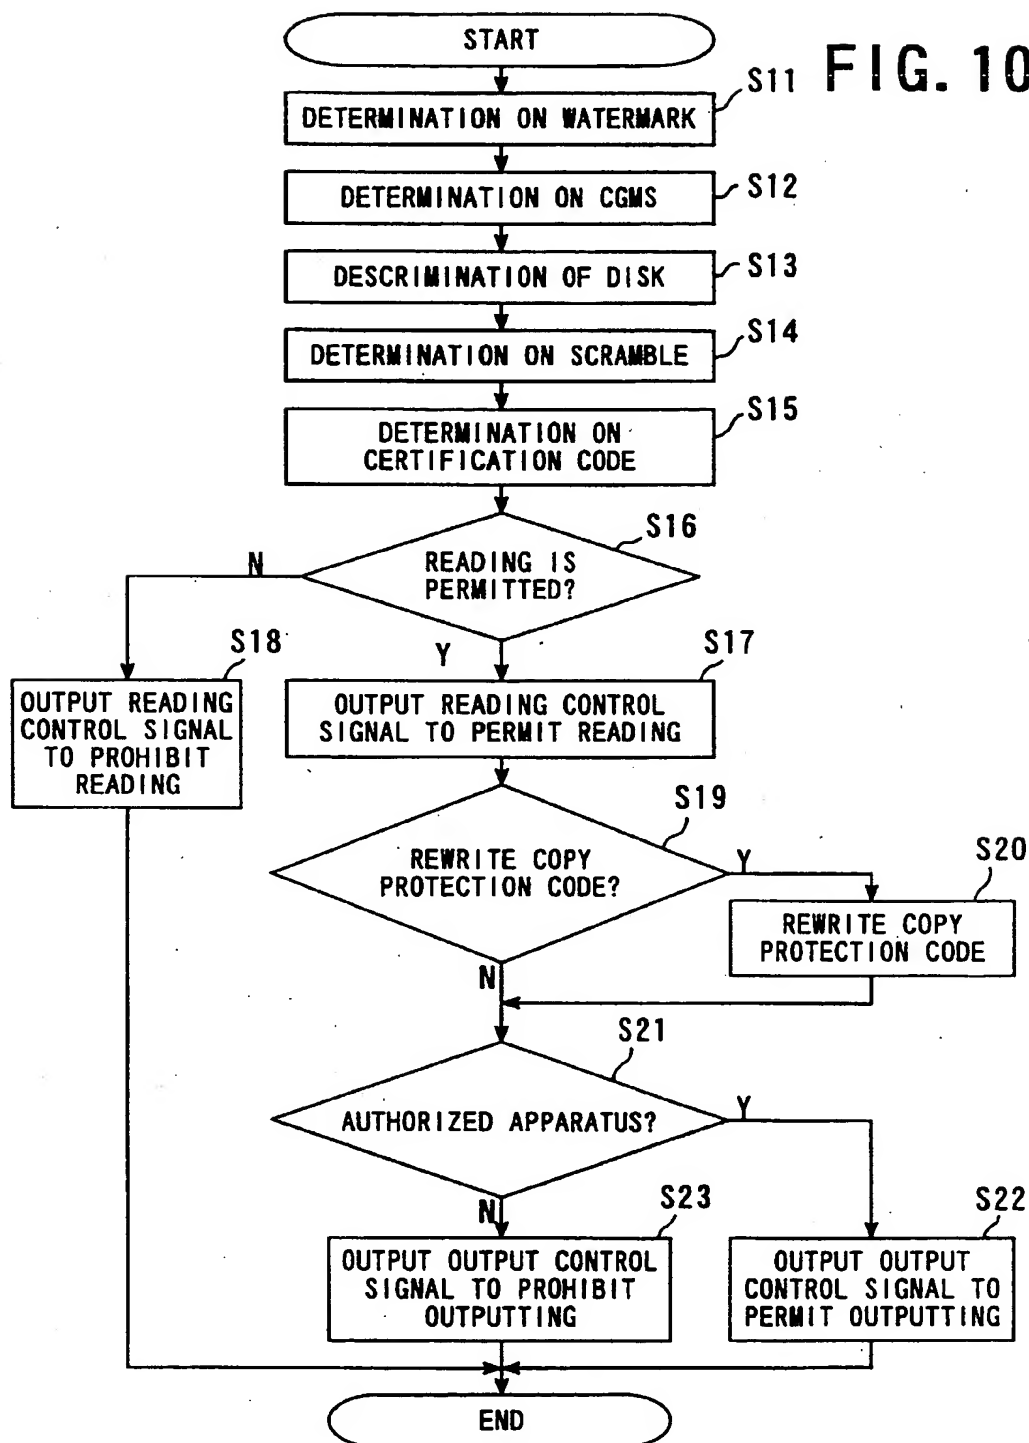 START
FIG. 10
S11
DETERMINATION ON WATERMARK
S12
DETERMINATION ON CGMS
S13
DESCRIMINATION OF DISK
S14
DETERMINATION ON SCRAMBLE
S15
DETERMINATION ON
CERTIFICATION CODE
S16
READING IS
PERMITTED?
N
Y
S18
OUTPUT READING
CONTROL SIGNAL
TO PROHIBIT
READING
S17
OUTPUT READING CONTROL
SIGNAL TO PERMIT READING
S19
REWRITE COPY
PROTECTION CODE?
Y
N
S20
REWRITE COPY
PROTECTION CODE
S21
AUTHORIZED APPARATUS?
Y
N
S23
OUTPUT OUTPUT CONTROL
SIGNAL TO PROHIBIT
OUTPUTTING
S22
OUTPUT OUTPUT
CONTROL SIGNAL TO
PERMIT OUTPUTTING
END